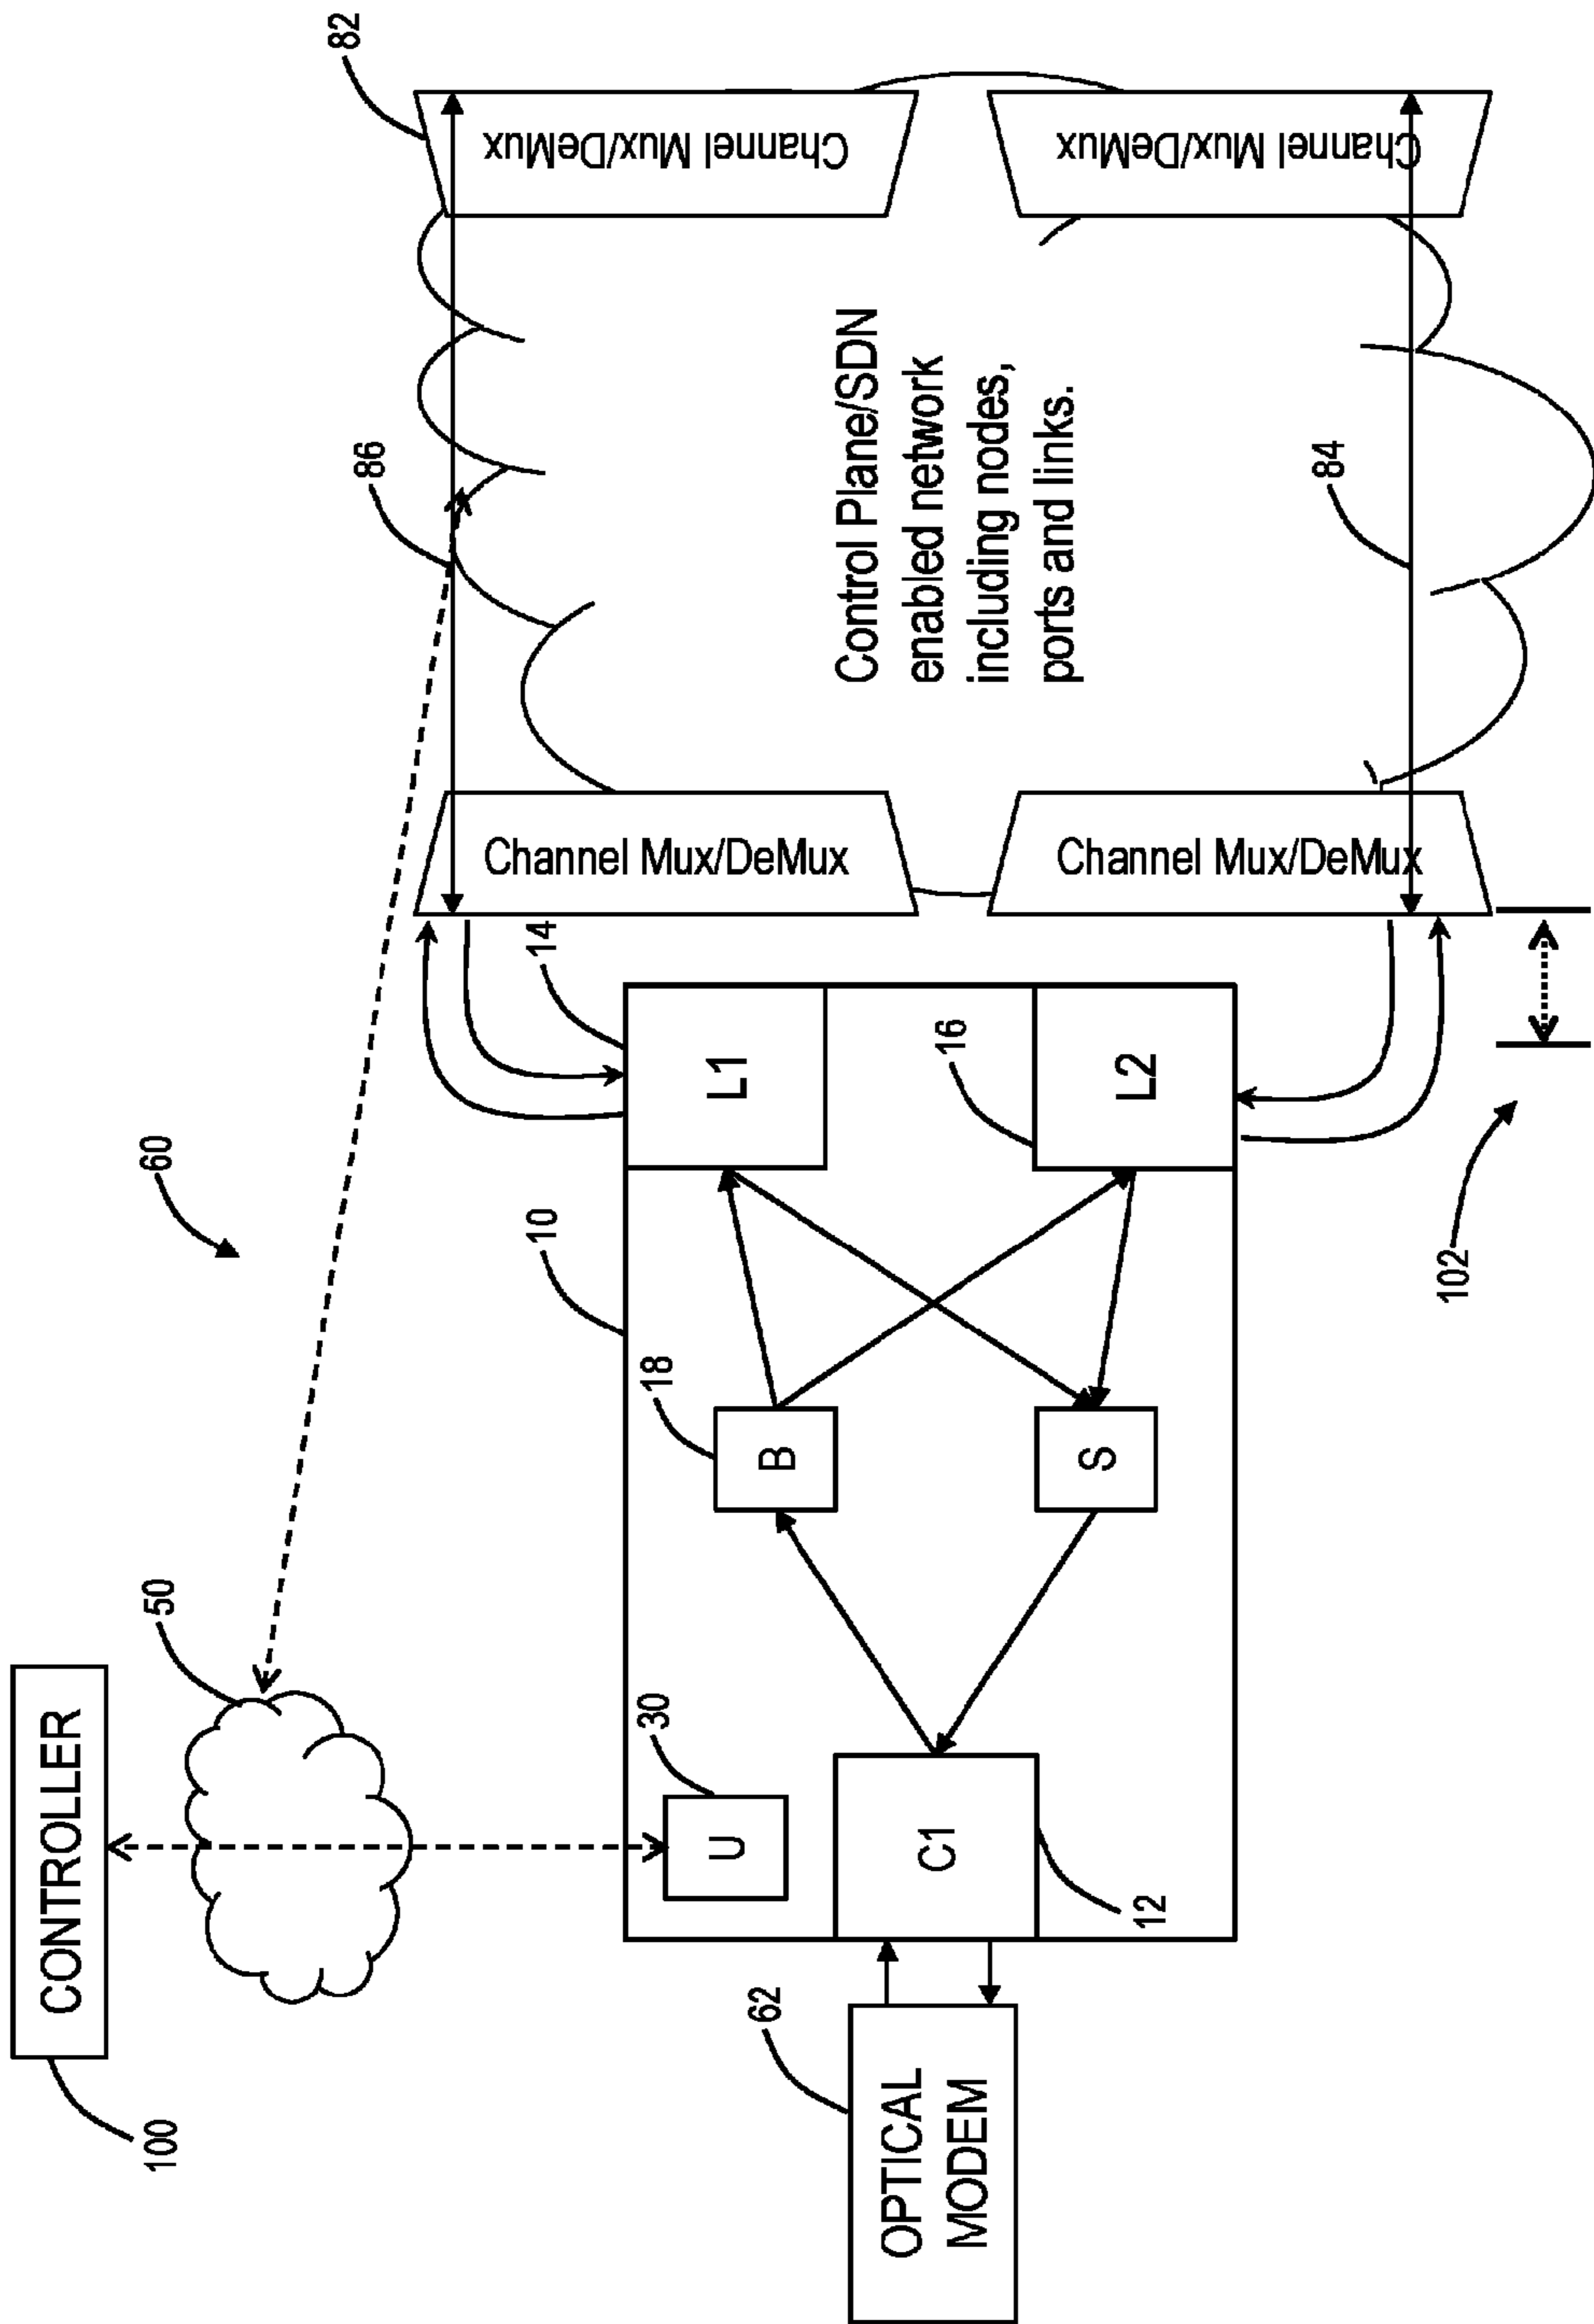 CONTROLLER
100
50
60
86
82
OPTICAL
MODEM
62
U
30
C1
12
B
18
S
10
L1
14
L2
16
102
Channel Mux/DeMux
Channel Mux/DeMux
Control Plane/SDN
enabled network
including nodes,
ports and links.
84
Channel Mux/DeMux
Channel Mux/DeMux